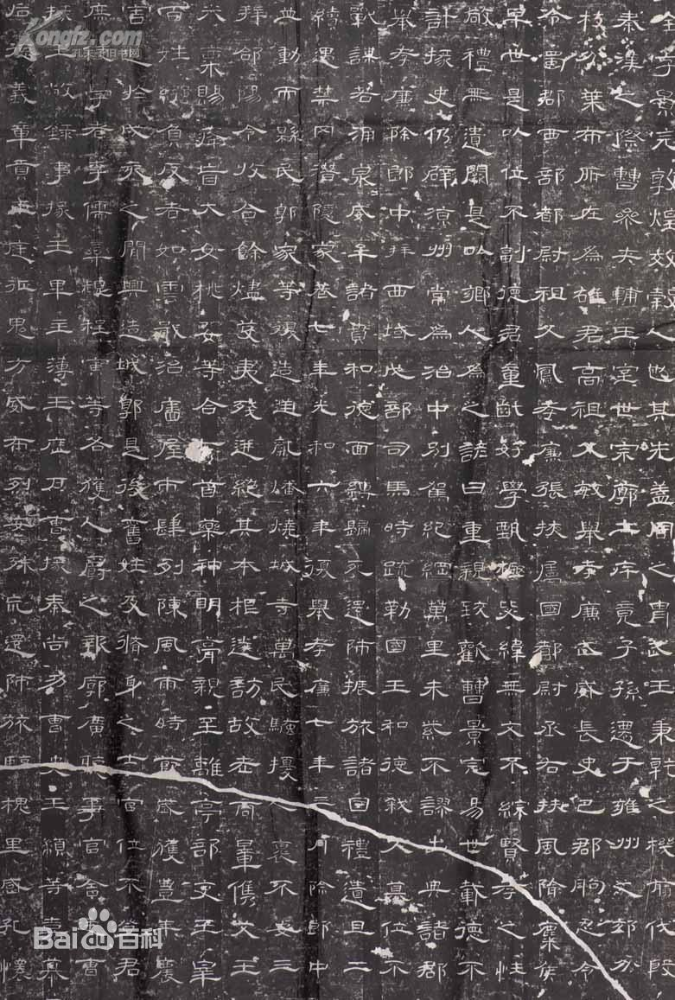 全字景完敦煌效穀人也其先蓋周之胄武王秉乾之機翦伐殷
秦漢之際曹參夾輔王室世宗廓土斥竟子孫遷于雍州之郊分
枝分葉布所在為雄君高祖父敏舉孝廉武威長史巴郡朐忍令
令蜀郡西部都尉祖父鳳孝廉張掖屬國都尉丞右扶風隃麋侯
早世是以位不副德君童齔好學甄極毖緯無文不綜賢孝之性
敬禮無遺闕是以鄉人為之諺曰重親致歡曹景完易世載德不
計掾史仍辟涼州常為治中別駕紀綱萬里朱紫不謬出典諸郡
舉孝廉除郎中拜西域戊部司馬時疏勒國王和德弒父篡位不
戰謀若涌泉威牟諸賁和德面縛歸死還師振旅諸國禮遺且二
續遇禁冈潛隱家巷七年光和六年復舉孝廉七年三月除郎中
並動而縣民郭家等復造逆亂燔燒城寺萬民騷擾人裹不安三
拜郃陽令收合餘燼芟夷殘迸絕其本根遂訪故老商量儁艾王
米粟賜癃盲大女桃婓等合七首藥神明膏親至離亭部吏王皋
百姓繈負反者如雲戢治廧屋市肆列陳風雨時節歲獲豐年農
害退於戊亥之間興造城郭是後舊姓及脩身之士官位不登君
庶使學者李儒欒規程寅等各獲人爵之報廓廣聽事官舍廷曹
掾王敞錄事掾王畢主簿王歷戶曹掾秦尚功曹史王顓等嘉慕
后德義章貢王庭征鬼方威布烈安殊荒還師旅臨槐里感孔懷
Kongfz.com
孔夫子旧书网
Baidu百科